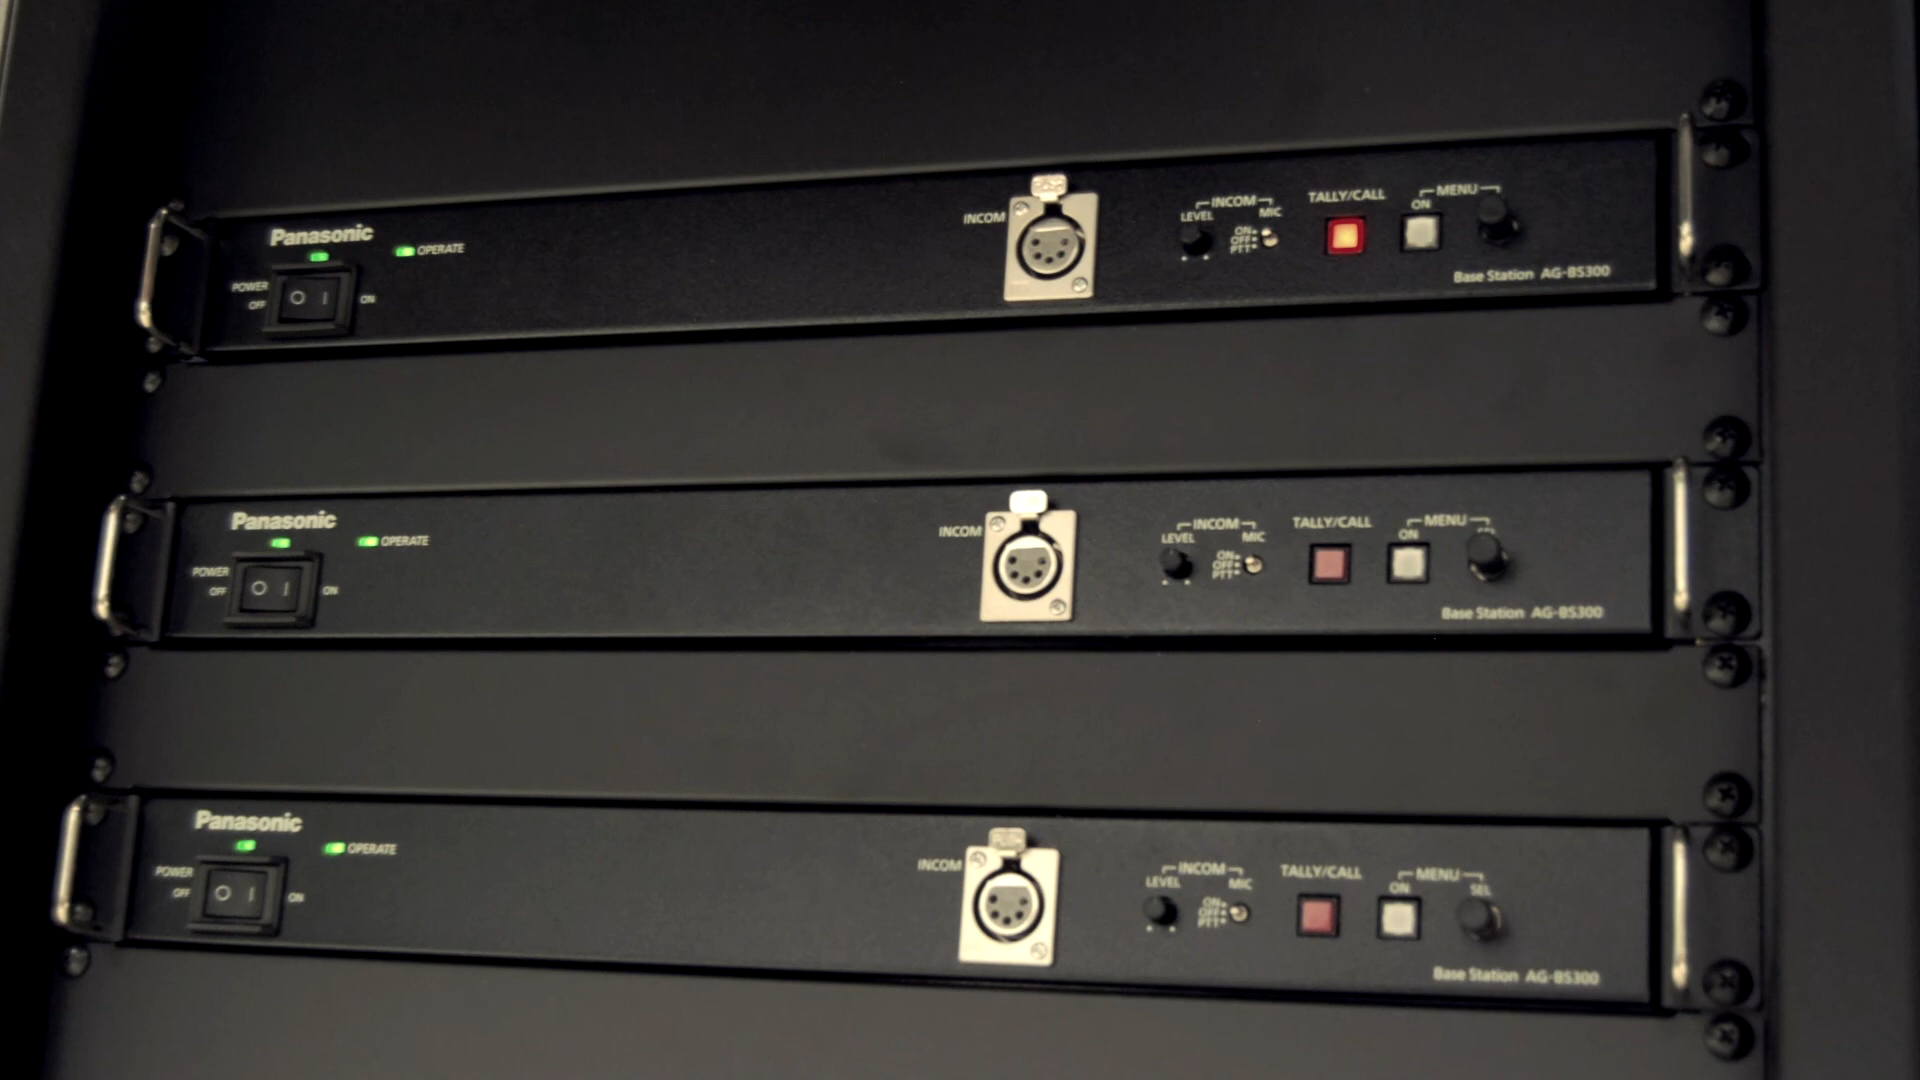 Panasonic
OPERATE
POWER
OFF
ON
INCOM
INCOM
LEVEL
MIC
ON
OFF
PTT
TALLY/CALL
MENU
ON
Base Station AG-BS300
Panasonic
OPERATE
POWER
OFF
ON
INCOM
INCOM
LEVEL
MIC
ON
OFF
PTT
TALLY/CALL
MENU
ON
Base Station AG-BS300
Panasonic
OPERATE
POWER
OFF
ON
INCOM
INCOM
LEVEL
MIC
ON
OFF
PTT
TALLY/CALL
MENU
ON
SEL
Base Station AG-BS300